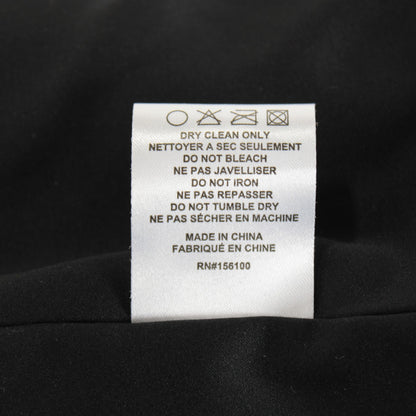 DRY CLEAN ONLY
NETTOYER A SEC SEULEMENT
DO NOT BLEACH
NE PAS JAVELLISER
DO NOT IRON
NE PAS REPASSER
DO NOT TUMBLE DRY
NE PAS SÉCHER EN MACHINE
MADE IN CHINA
FABRIQUÉ EN CHINE
RN#156100